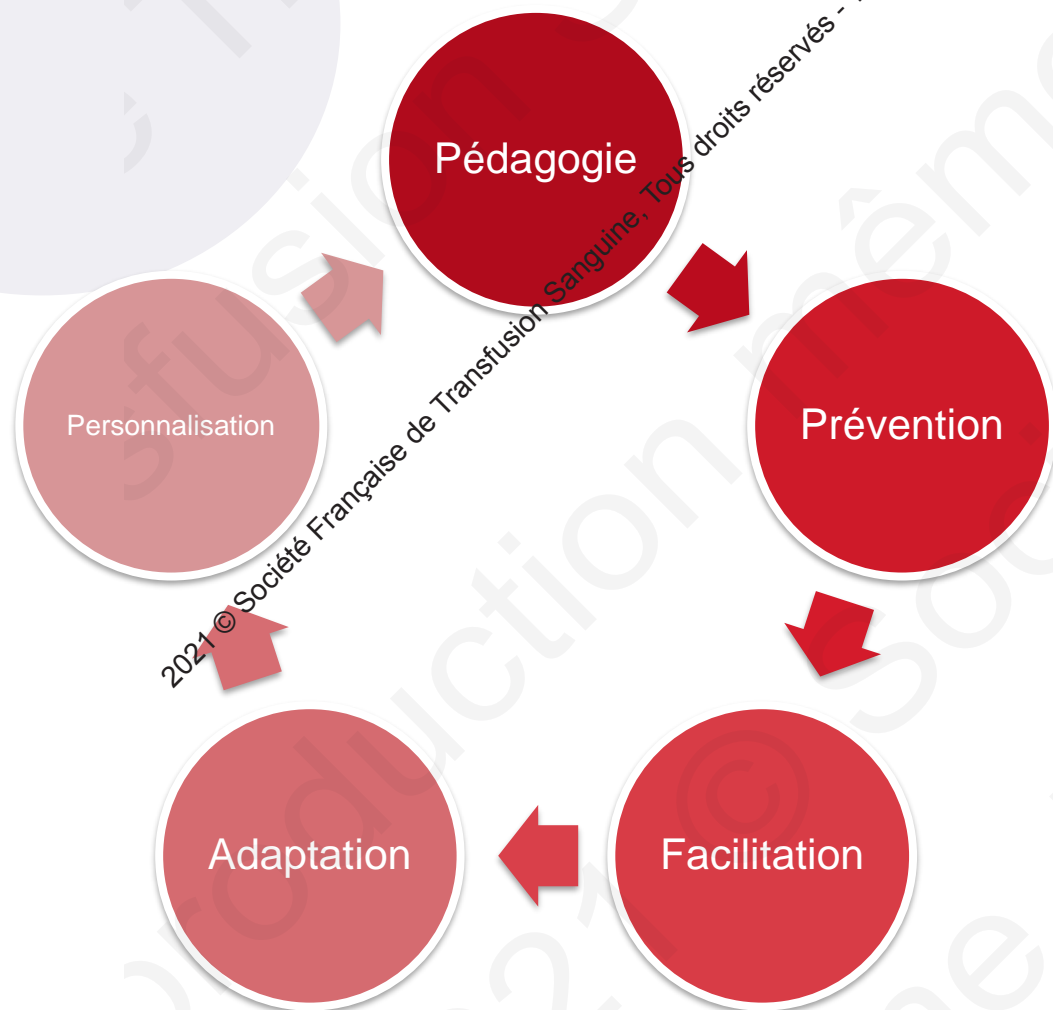 Pédagogie
Prévention
Facilitation
Adaptation
Personnalisation
2021 © Société Française de Transfusion Sanguine, Tous droits réservés -